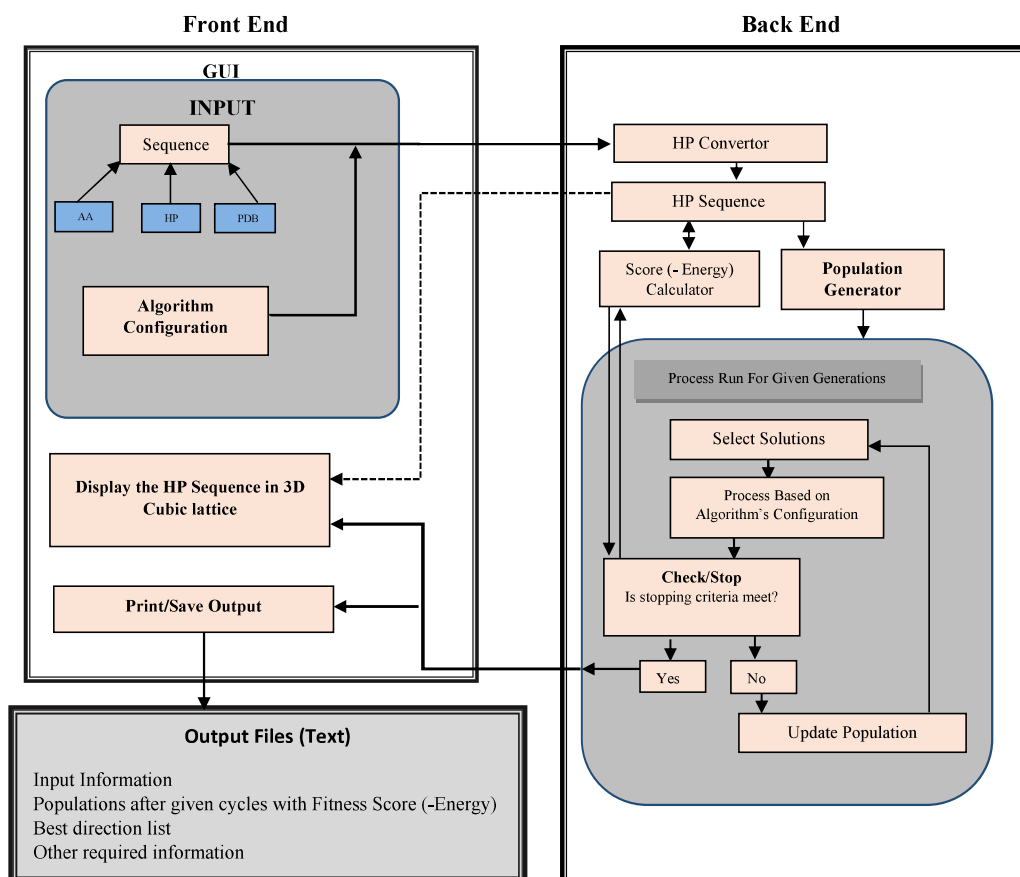 Front End
Back End
GUI
INPUT
Sequence
AA
HP
PDB
Algorithm
Configuration
Display the HP Sequence in 3D
Cubic lattice
Print/Save Output
Output Files (Text)
Input Information
Populations after given cycles with Fitness Score (-Energy)
Best direction list
Other required information
HP Convertor
HP Sequence
Score (- Energy)
Calculator
Population
Generator
Process Run For Given Generations
Select Solutions
Process Based on
Algorithm`s Configuration
Check/Stop
Is stopping criteria meet?
Yes
No
Update Population